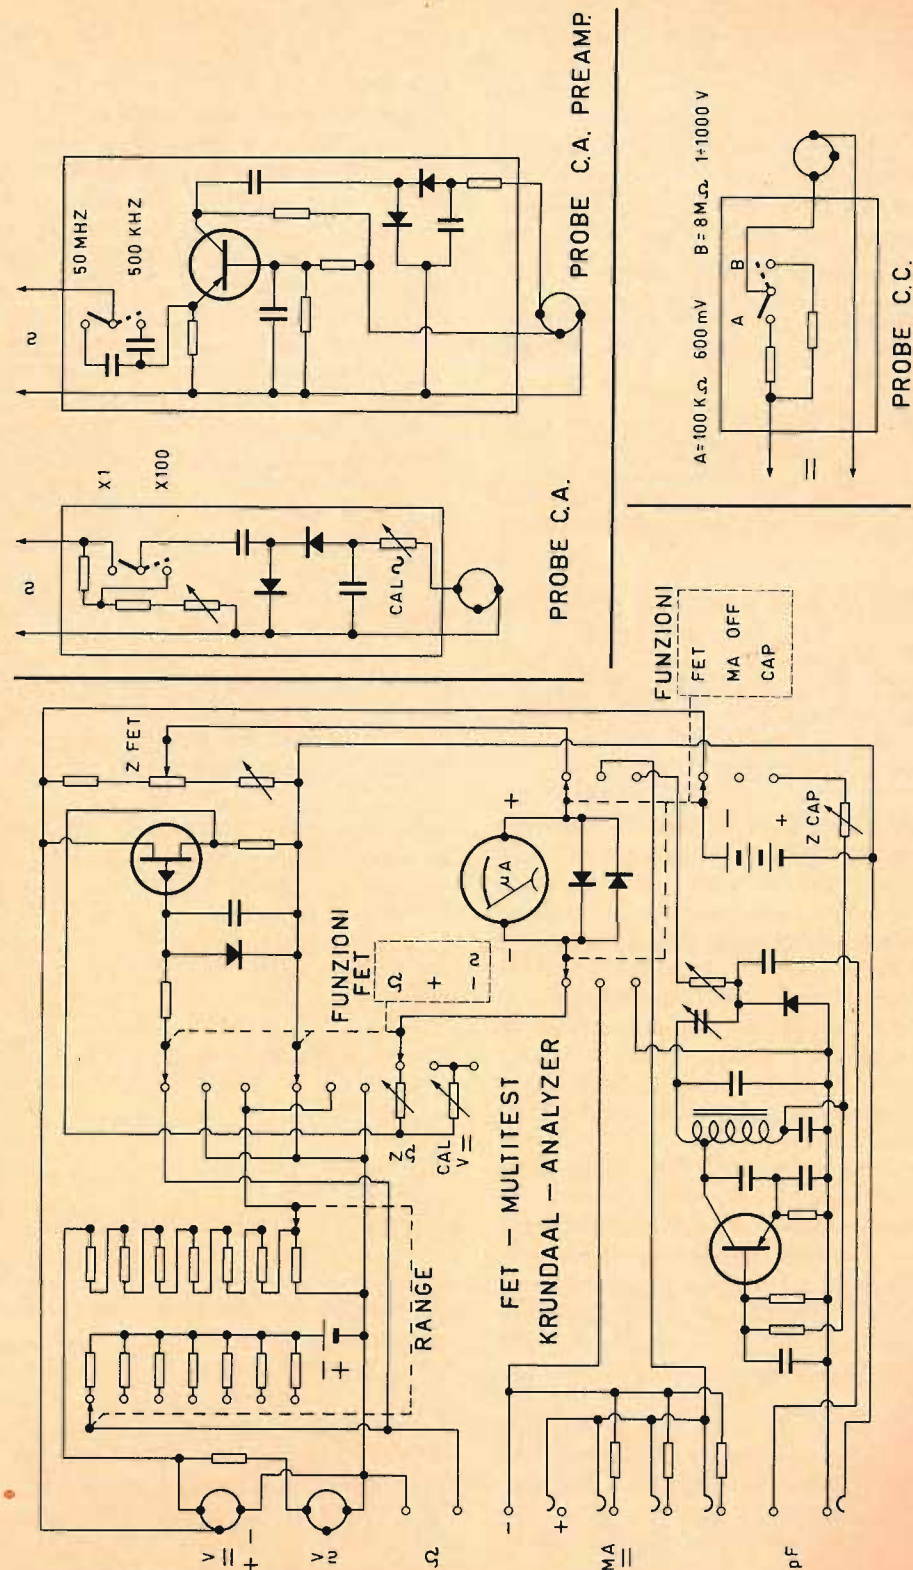 50 MHZ
500 KHZ
~
PROBE C.A. PREAMP.
X1
X100
~
CAL ~
PROBE C.A.
A=100 KΩ 600 mV B=8 MΩ 1÷1000 V
A B
=
PROBE C.C.
Z FET
FUNZIONI
FET
Ω
+
- ~
FUNZIONI
FET
MA OFF
CAP
+
-
µA
-
+
Z CAP
Z
Ω
CAL
V =
RANGE
- +
FET - MULTITEST
KRUNDAAL - ANALYZER
V
=
+ -
V ~
Ω
-
+
MA
=
pF